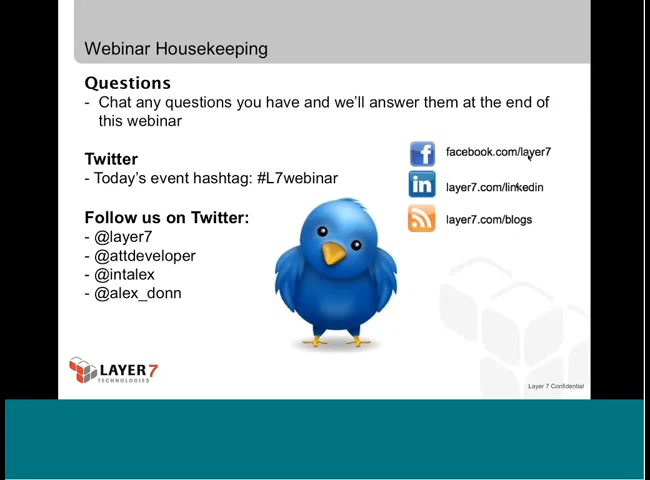 Webinar Housekeeping
Questions
- Chat any questions you have and we'll answer them at the end of
this webinar
Twitter
- Today's event hashtag: #L7webinar
Follow us on Twitter:
- @layer7
- @attdeveloper
- @intalex
- @alex_donn
facebook.com/layer7
layer7.com/linkedin
layer7.com/blogs
LAYER 7
TECHNOLOGIES
Layer 7 Confidential